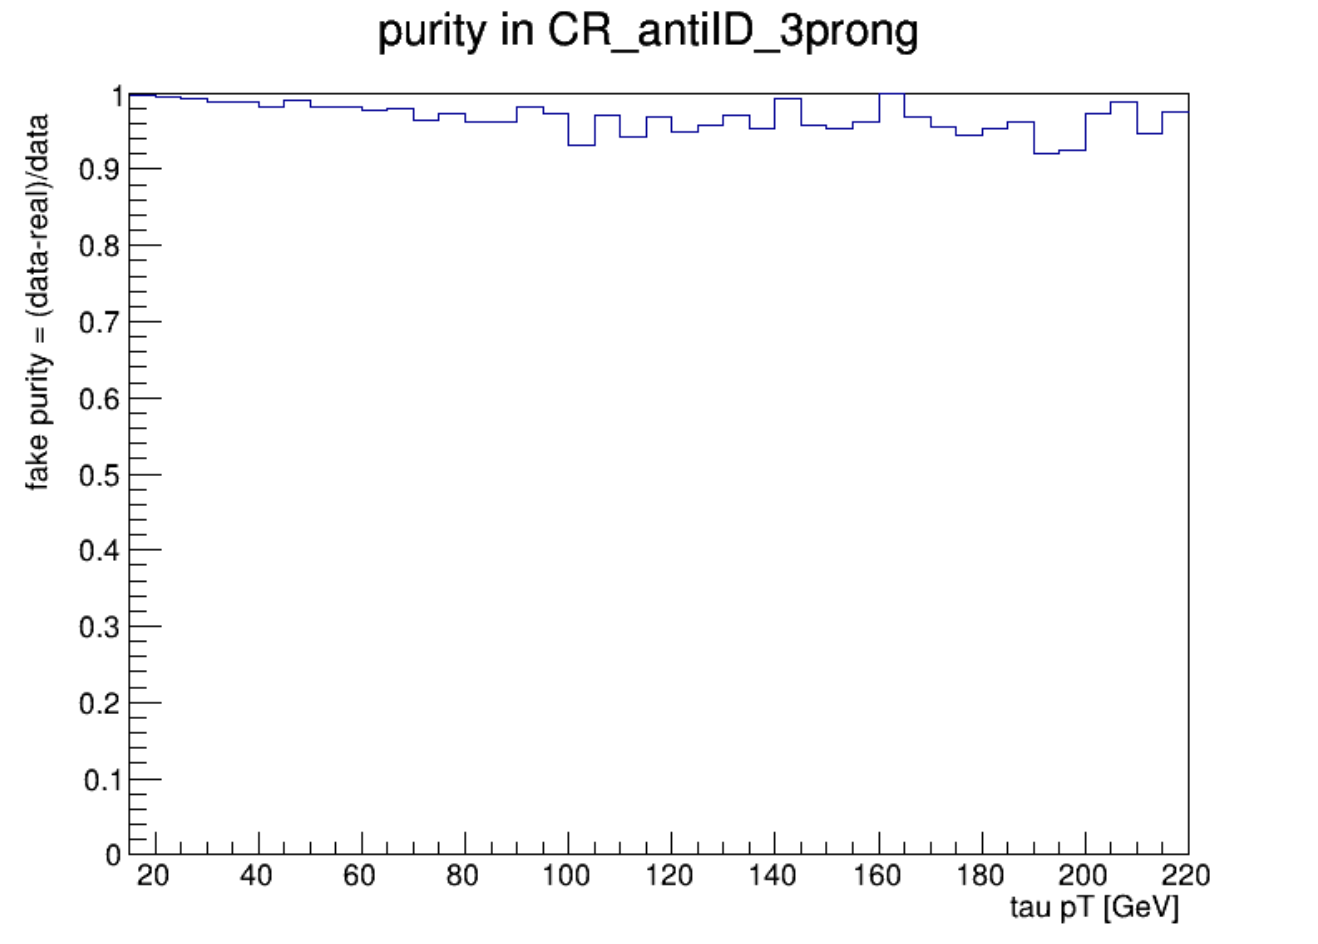 purity in CR_antiID_3prong
fake purity = (data-real)/data
1
0.9
0.8
0.7
0.6
0.5
0.4
0.3
0.2
0.1
0
20 40 60 80 100 120 140 160 180 200 220
tau pT [GeV]